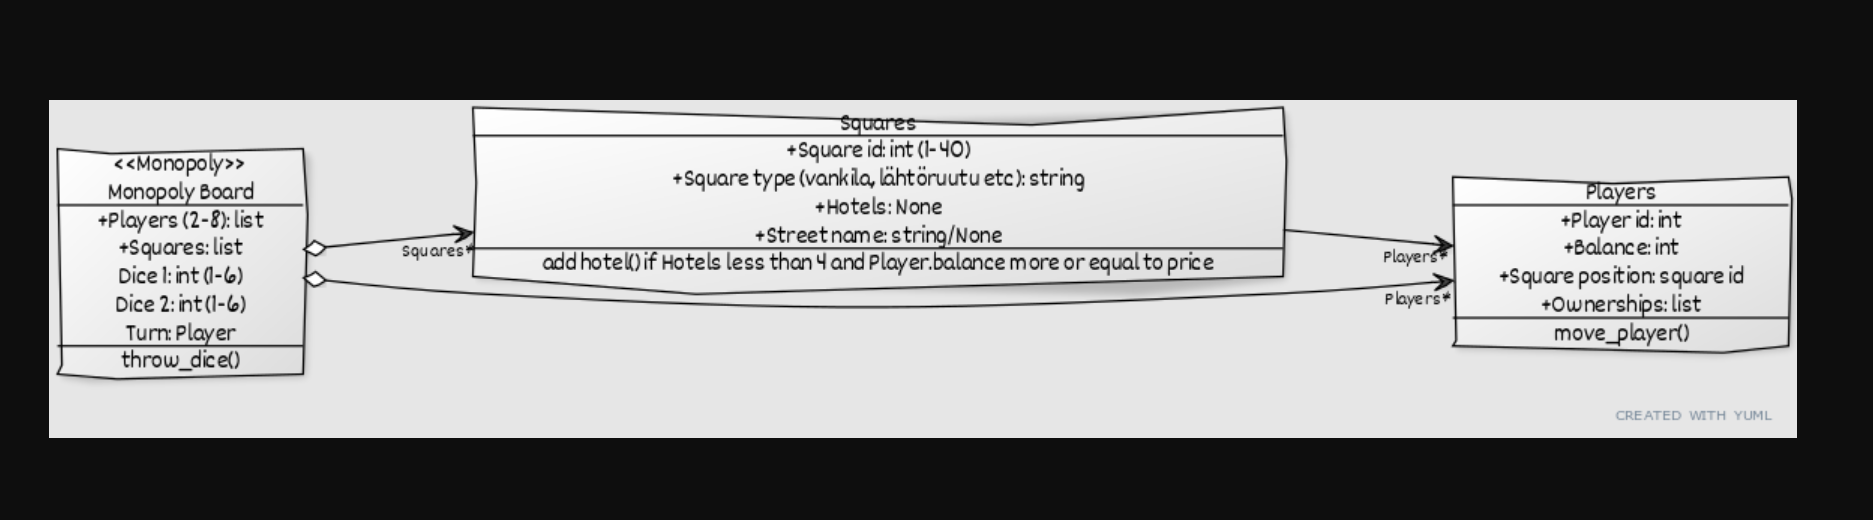 <<Monopoly>>
Monopoly Board
+Players (2-8): list
+Squares: list
Dice 1: int (1-6)
Dice 2: int (1-6)
Turn: Player
throw_dice()
Squares*
Squares
+Square id: int (1-40)
+Square type (vankila, lähtöruutu etc): string
+Hotels: None
+Street name: string/None
add hotel() if Hotels less than 4 and Player.balance more or equal to price
Players*
Players*
Players
+Player id: int
+Balance: int
+Square position: square id
+Ownerships: list
move_player()
CREATED WITH YUML